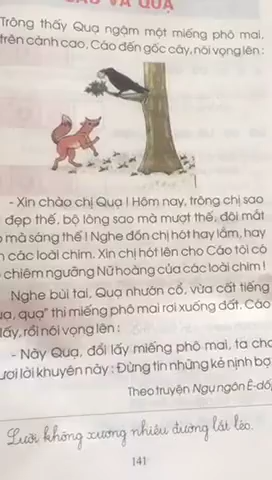 CÁO VÀ QUẠ
Trông thấy Quạ ngậm một miếng phô mai,
trên cành cao, Cáo đến gốc cây, nói vọng lên :
- Xin chào chị Quạ ! Hôm nay, trông chị sao
đẹp thế, bộ lông sao mà mượt thế, đôi mắt
mà sáng thế ! Nghe đồn chị hót hay lắm, hay
các loài chim. Xin chị hót lên cho Cáo tôi có
chiêm ngưỡng Nữ hoàng của các loài chim !
Nghe bùi tai, Quạ nhướn cổ, vừa cất tiếng
quạ" thì miếng phô mai rơi xuống đất. Cáo
lấy, rồi nói vọng lên :
- Này Quạ, đổi lấy miếng phô mai, ta cho
lời khuyên này : Đừng tin những kẻ nịnh bợ
Theo truyện Ngụ ngôn Ê-dốp
Lưỡi không xương nhiều đường lắt léo.
141